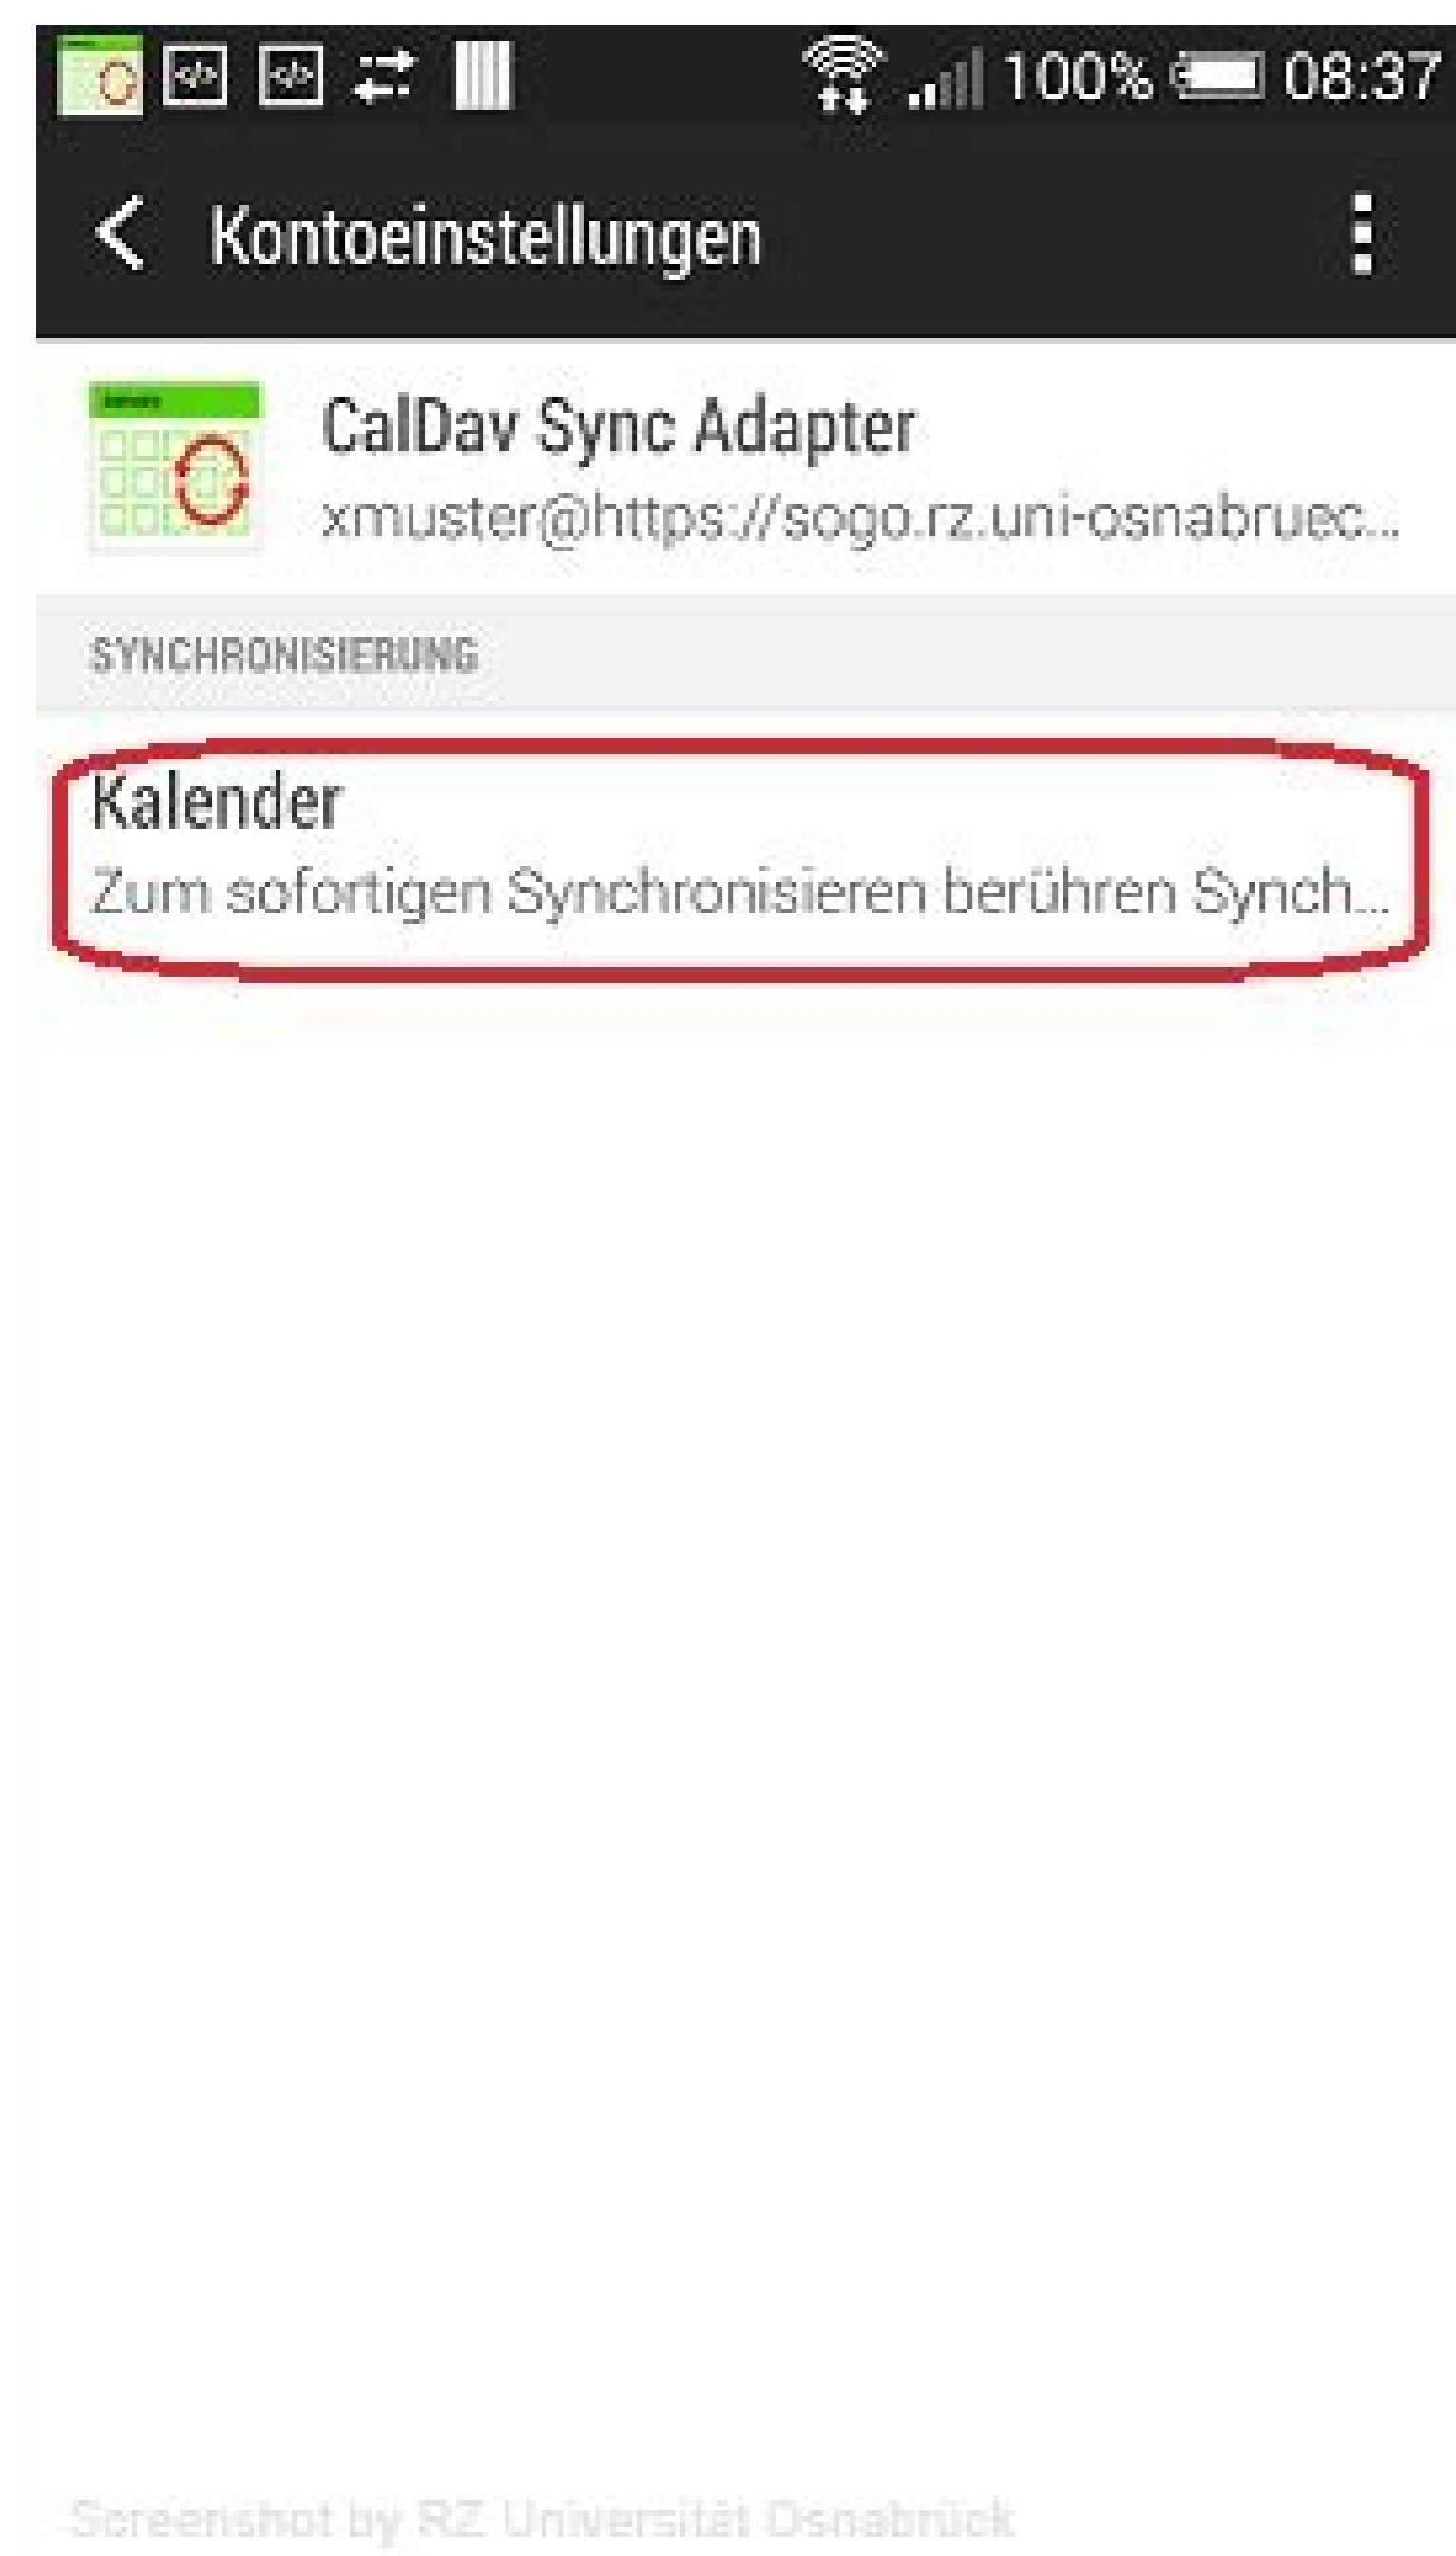 100% 08:37
Kontoeinstellungen
CalDav Sync Adapter
xmuster@https://sogo.rz.uni-osnabruec...
SYNCHRONISIERUNG
Kalender
Zum sofortigen Synchronisieren berühren Synch...
Screenshot by RZ Universität Osnabrück